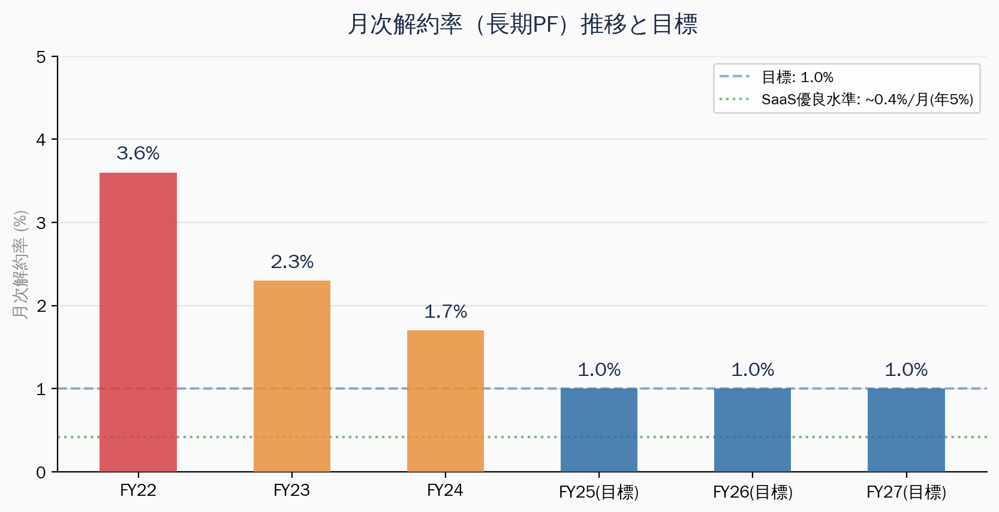 月次解約率（長期PF）推移と目標
目標: 1.0%
SaaS優良水準: ~0.4%/月(年5%)
月次解約率 (%)
5
4
3
2
1
0
3.6%
2.3%
1.7%
1.0%
1.0%
1.0%
FY22
FY23
FY24
FY25(目標)
FY26(目標)
FY27(目標)